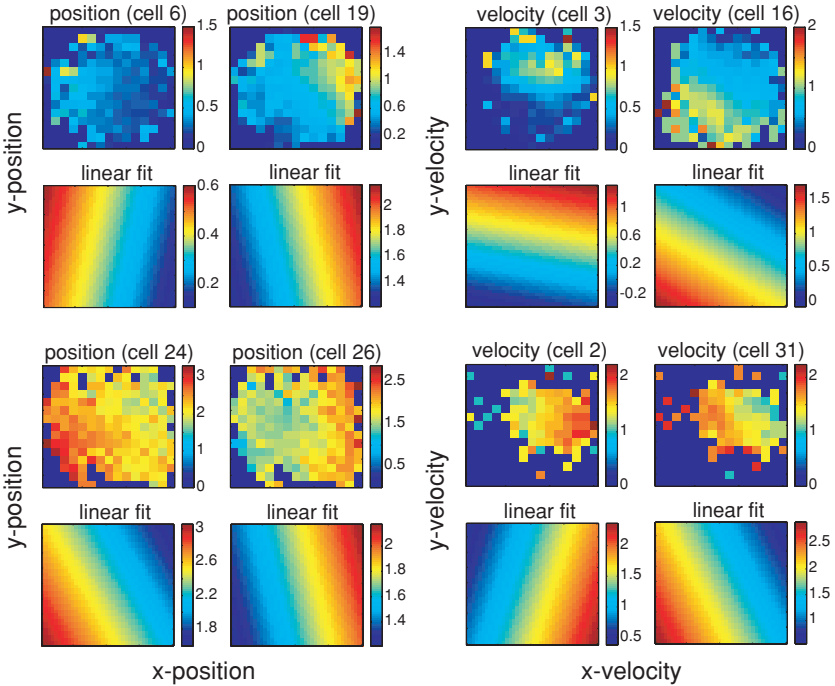 position (cell 6)
1.5
1
0.5
0
position (cell 19)
1.4
1
0.6
0.2
velocity (cell 3)
1.5
1
0.5
0
velocity (cell 16)
2
1.5
1
0.5
0
y-position
y-velocity
linear fit
0.6
0.4
0.2
linear fit
2
1.8
1.6
1.4
linear fit
1
0.6
0.2
-0.2
linear fit
1.5
1
0.5
0
position (cell 24)
3
2
1
0
position (cell 26)
2.5
1.5
0.5
velocity (cell 2)
2
1
0
velocity (cell 31)
2
1
0
y-position
y-velocity
linear fit
3
2.6
2.2
1.8
linear fit
2
1.8
1.6
1.4
linear fit
2
1.5
1
0.5
linear fit
2.5
2
1.5
1
0.5
x-position
x-velocity